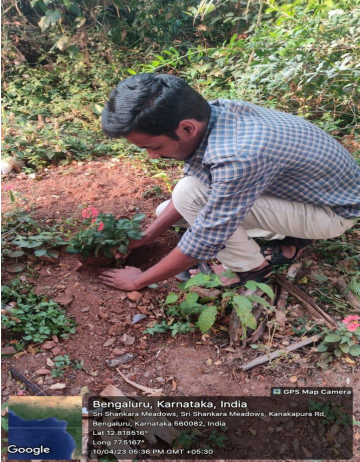 GPS Map Camera
Bengaluru, Karnataka, India
Sri Shankara Meadows, Sri Shankara Meadows, Kanakapura Rd,
Bengaluru, Karnataka 560082, India
Lat 12.818516°
Long 77.5167°
10/04/23 05:36 PM GMT +05:30
Google